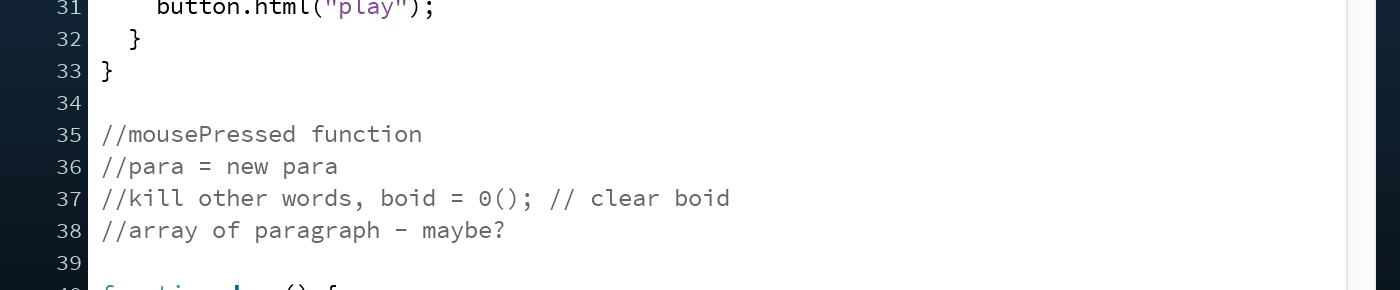 31 button.html("play");
32 }
33 }
34
35 //mousePressed function
36 //para = new para
37 //kill other words, boid = 0(); // clear boid
38 //array of paragraph - maybe?
39